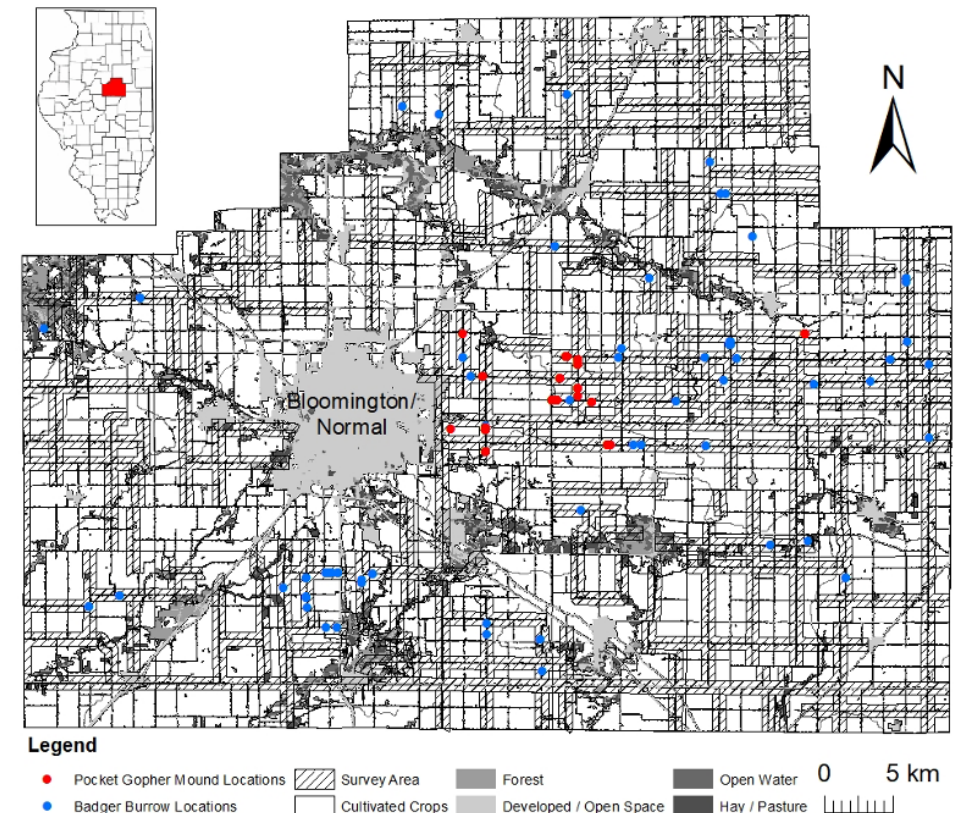 N
Bloomington/
Normal
Legend
Pocket Gopher Mound Locations
Survey Area
Forest
Open Water
0 5 km
Badger Burrow Locations
Cultivated Crops
Developed / Open Space
Hay / Pasture